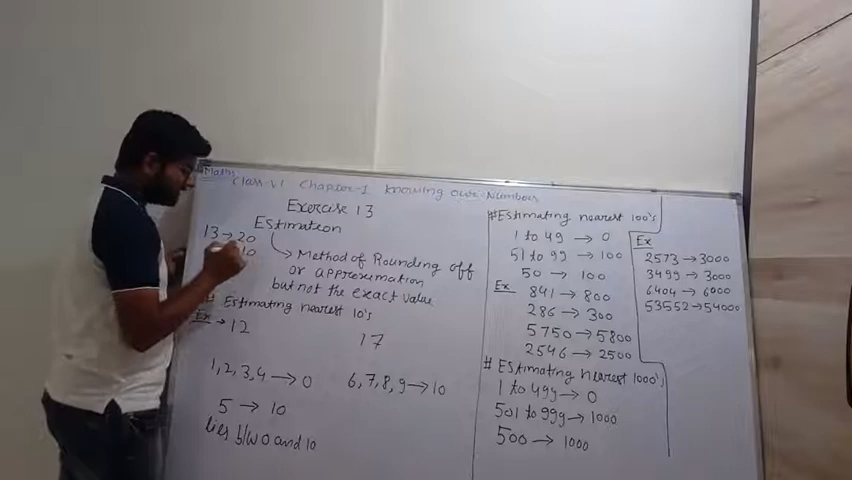 Maths
Class-VI Chapter-1 Knowing Our Numbers
Exercise 13
Estimation
13 → 20
10
Method of Rounding off
or approximation
but not the exact value
# Estimating nearest 10's
Ex → 12
17
1,2,3,4 → 0
6,7,8,9 → 10
5 → 10
lies b/w 0 and 10
#Estimating nearest 100's
1 to 49 → 0
51 to 99 → 100
50 → 100
Ex 841 → 800
286 → 300
5750 → 5800
2546 → 2500
# Estimating nearest 1000's
1 to 499 → 0
501 to 999 → 1000
500 → 1000
Ex
2573 → 3000
3499 → 3000
6404 → 6000
53552 → 54000